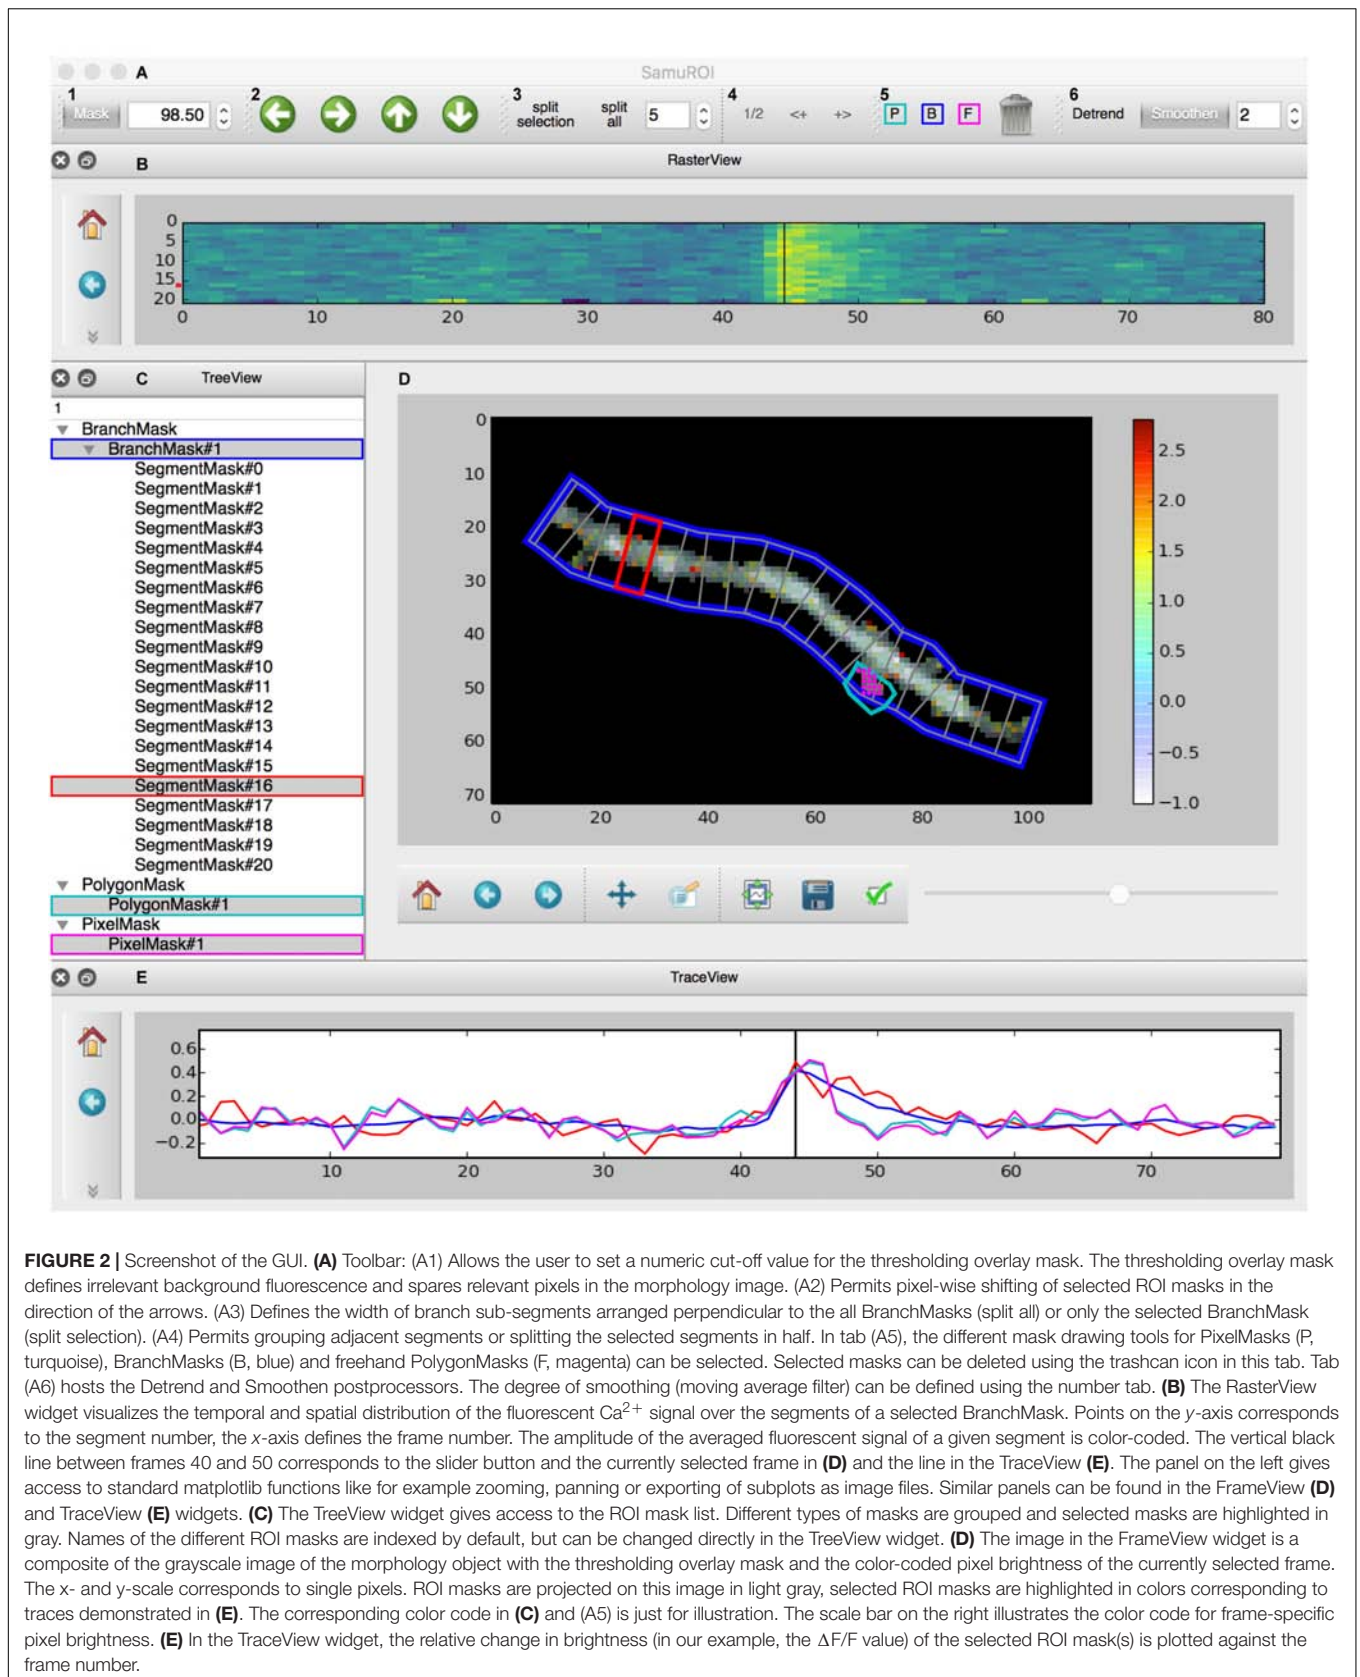 A
SamuROI
1 2 3 4 5 6
Mask 98.50 split selection split all 5 1/2 <+ +> P B F Detrend Smoothen 2
B RasterView
0
5
10
15
20
0 10 20 30 40 50 60 70 80
C TreeView
1
BranchMask
BranchMask#1
SegmentMask#0
SegmentMask#1
SegmentMask#2
SegmentMask#3
SegmentMask#4
SegmentMask#5
SegmentMask#6
SegmentMask#7
SegmentMask#8
SegmentMask#9
SegmentMask#10
SegmentMask#11
SegmentMask#12
SegmentMask#13
SegmentMask#14
SegmentMask#15
SegmentMask#16
SegmentMask#17
SegmentMask#18
SegmentMask#19
SegmentMask#20
PolygonMask
PolygonMask#1
PixelMask
PixelMask#1
D
0
10
20
30
40
50
60
70
0 20 40 60 80 100
2.5
2.0
1.5
1.0
0.5
0.0
−0.5
−1.0
E TraceView
0.6
0.4
0.2
0.0
−0.2
10 20 30 40 50 60 70
FIGURE 2 | Screenshot of the GUI. (A) Toolbar: (A1) Allows the user to set a numeric cut-off value for the thresholding overlay mask. The thresholding overlay mask
defines irrelevant background fluorescence and spares relevant pixels in the morphology image. (A2) Permits pixel-wise shifting of selected ROI masks in the
direction of the arrows. (A3) Defines the width of branch sub-segments arranged perpendicular to the all BranchMasks (split all) or only the selected BranchMask
(split selection). (A4) Permits grouping adjacent segments or splitting the selected segments in half. In tab (A5), the different mask drawing tools for PixelMasks (P,
turquoise), BranchMasks (B, blue) and freehand PolygonMasks (F, magenta) can be selected. Selected masks can be deleted using the trashcan icon in this tab. Tab
(A6) hosts the Detrend and Smoothen postprocessors. The degree of smoothing (moving average filter) can be defined using the number tab. (B) The RasterView
widget visualizes the temporal and spatial distribution of the fluorescent Ca2+ signal over the segments of a selected BranchMask. Points on the y-axis corresponds
to the segment number, the x-axis defines the frame number. The amplitude of the averaged fluorescent signal of a given segment is color-coded. The vertical black
line between frames 40 and 50 corresponds to the slider button and the currently selected frame in (D) and the line in the TraceView (E). The panel on the left gives
access to standard matplotlib functions like for example zooming, panning or exporting of subplots as image files. Similar panels can be found in the FrameView (D)
and TraceView (E) widgets. (C) The TreeView widget gives access to the ROI mask list. Different types of masks are grouped and selected masks are highlighted in
gray. Names of the different ROI masks are indexed by default, but can be changed directly in the TreeView widget. (D) The image in the FrameView widget is a
composite of the grayscale image of the morphology object with the thresholding overlay mask and the color-coded pixel brightness of the currently selected frame.
The x- and y-scale corresponds to single pixels. ROI masks are projected on this image in light gray, selected ROI masks are highlighted in colors corresponding to
traces demonstrated in (E). The corresponding color code in (C) and (A5) is just for illustration. The scale bar on the right illustrates the color code for frame-specific
pixel brightness. (E) In the TraceView widget, the relative change in brightness (in our example, the ΔF/F value) of the selected ROI mask(s) is plotted against the
frame number.